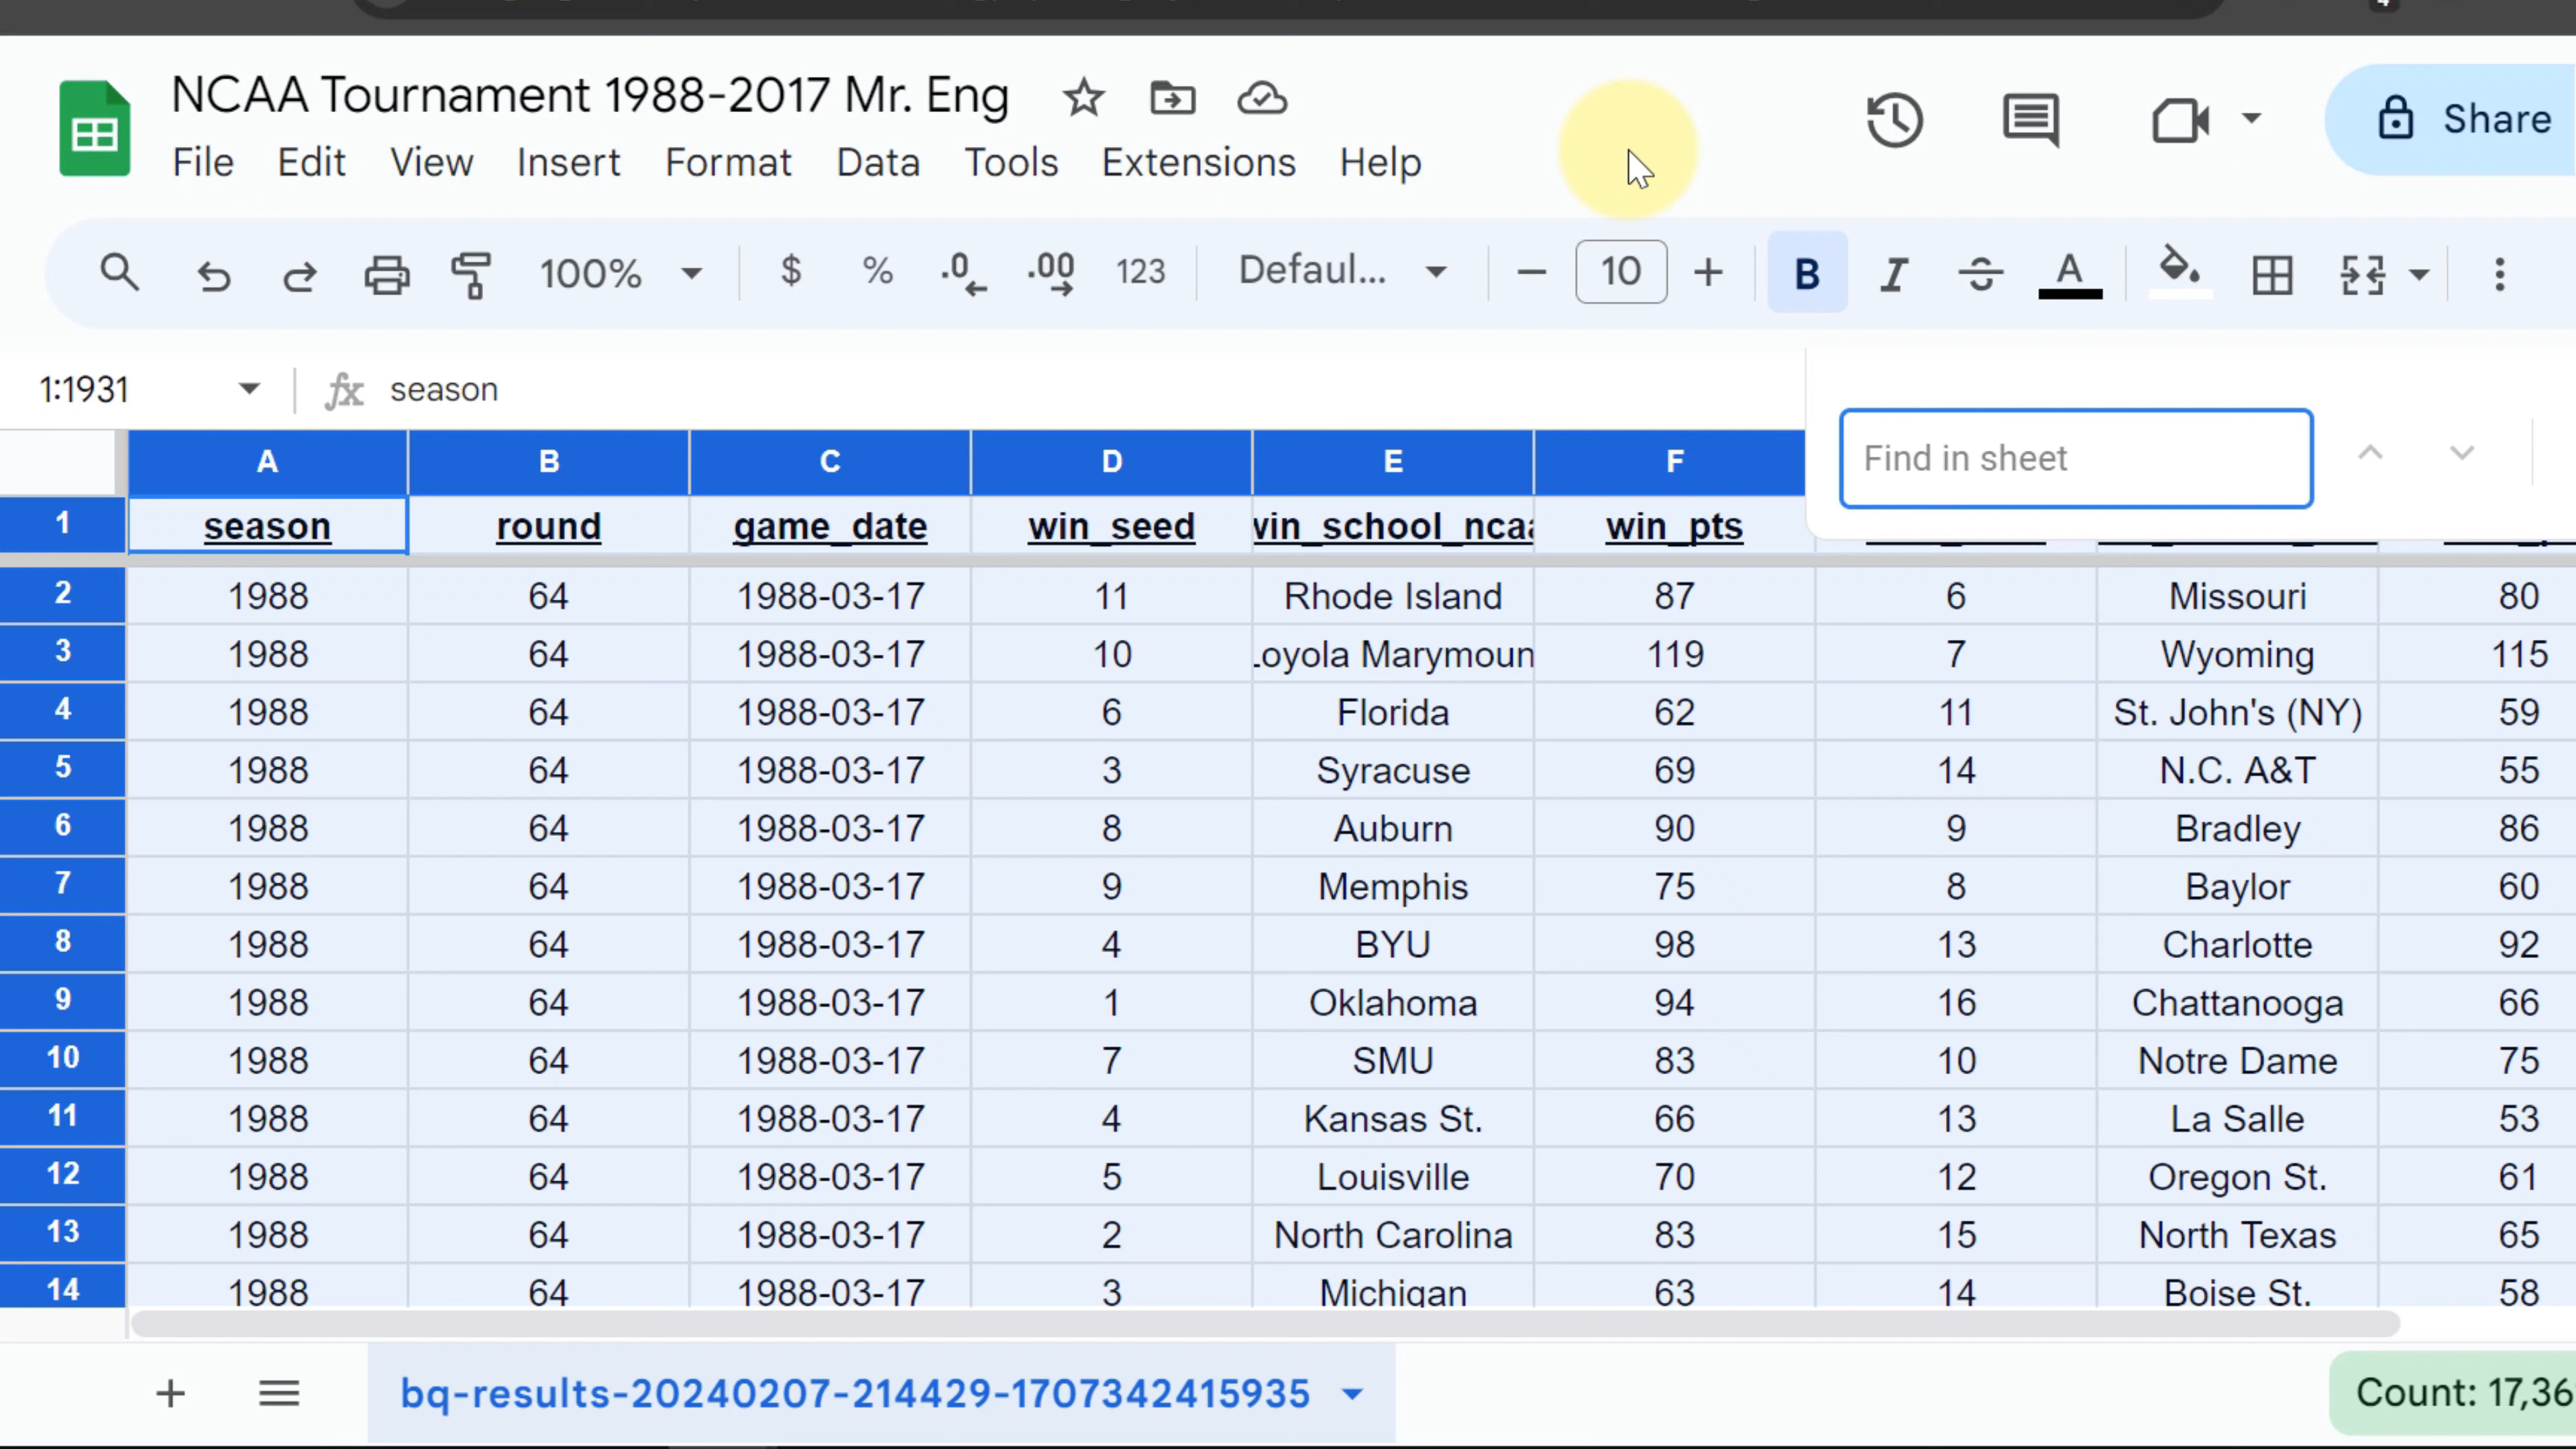 NCAA Tournament 1988-2017 Mr. Eng
Share
File Edit View Insert Format Data Tools Extensions Help
100% $ % .0 .00 123 Defaul... 10 B I A
1:1931 fx season
Find in sheet
A B C D E F
1 season round game_date win_seed win_school_ncaa win_pts
2 1988 64 1988-03-17 11 Rhode Island 87 6 Missouri 80
3 1988 64 1988-03-17 10 Loyola Marymoun 119 7 Wyoming 115
4 1988 64 1988-03-17 6 Florida 62 11 St. John's (NY) 59
5 1988 64 1988-03-17 3 Syracuse 69 14 N.C. A&T 55
6 1988 64 1988-03-17 8 Auburn 90 9 Bradley 86
7 1988 64 1988-03-17 9 Memphis 75 8 Baylor 60
8 1988 64 1988-03-17 4 BYU 98 13 Charlotte 92
9 1988 64 1988-03-17 1 Oklahoma 94 16 Chattanooga 66
10 1988 64 1988-03-17 7 SMU 83 10 Notre Dame 75
11 1988 64 1988-03-17 4 Kansas St. 66 13 La Salle 53
12 1988 64 1988-03-17 5 Louisville 70 12 Oregon St. 61
13 1988 64 1988-03-17 2 North Carolina 83 15 North Texas 65
14 1988 64 1988-03-17 3 Michigan 63 14 Boise St. 58
bq-results-20240207-214429-1707342415935
Count: 17,36